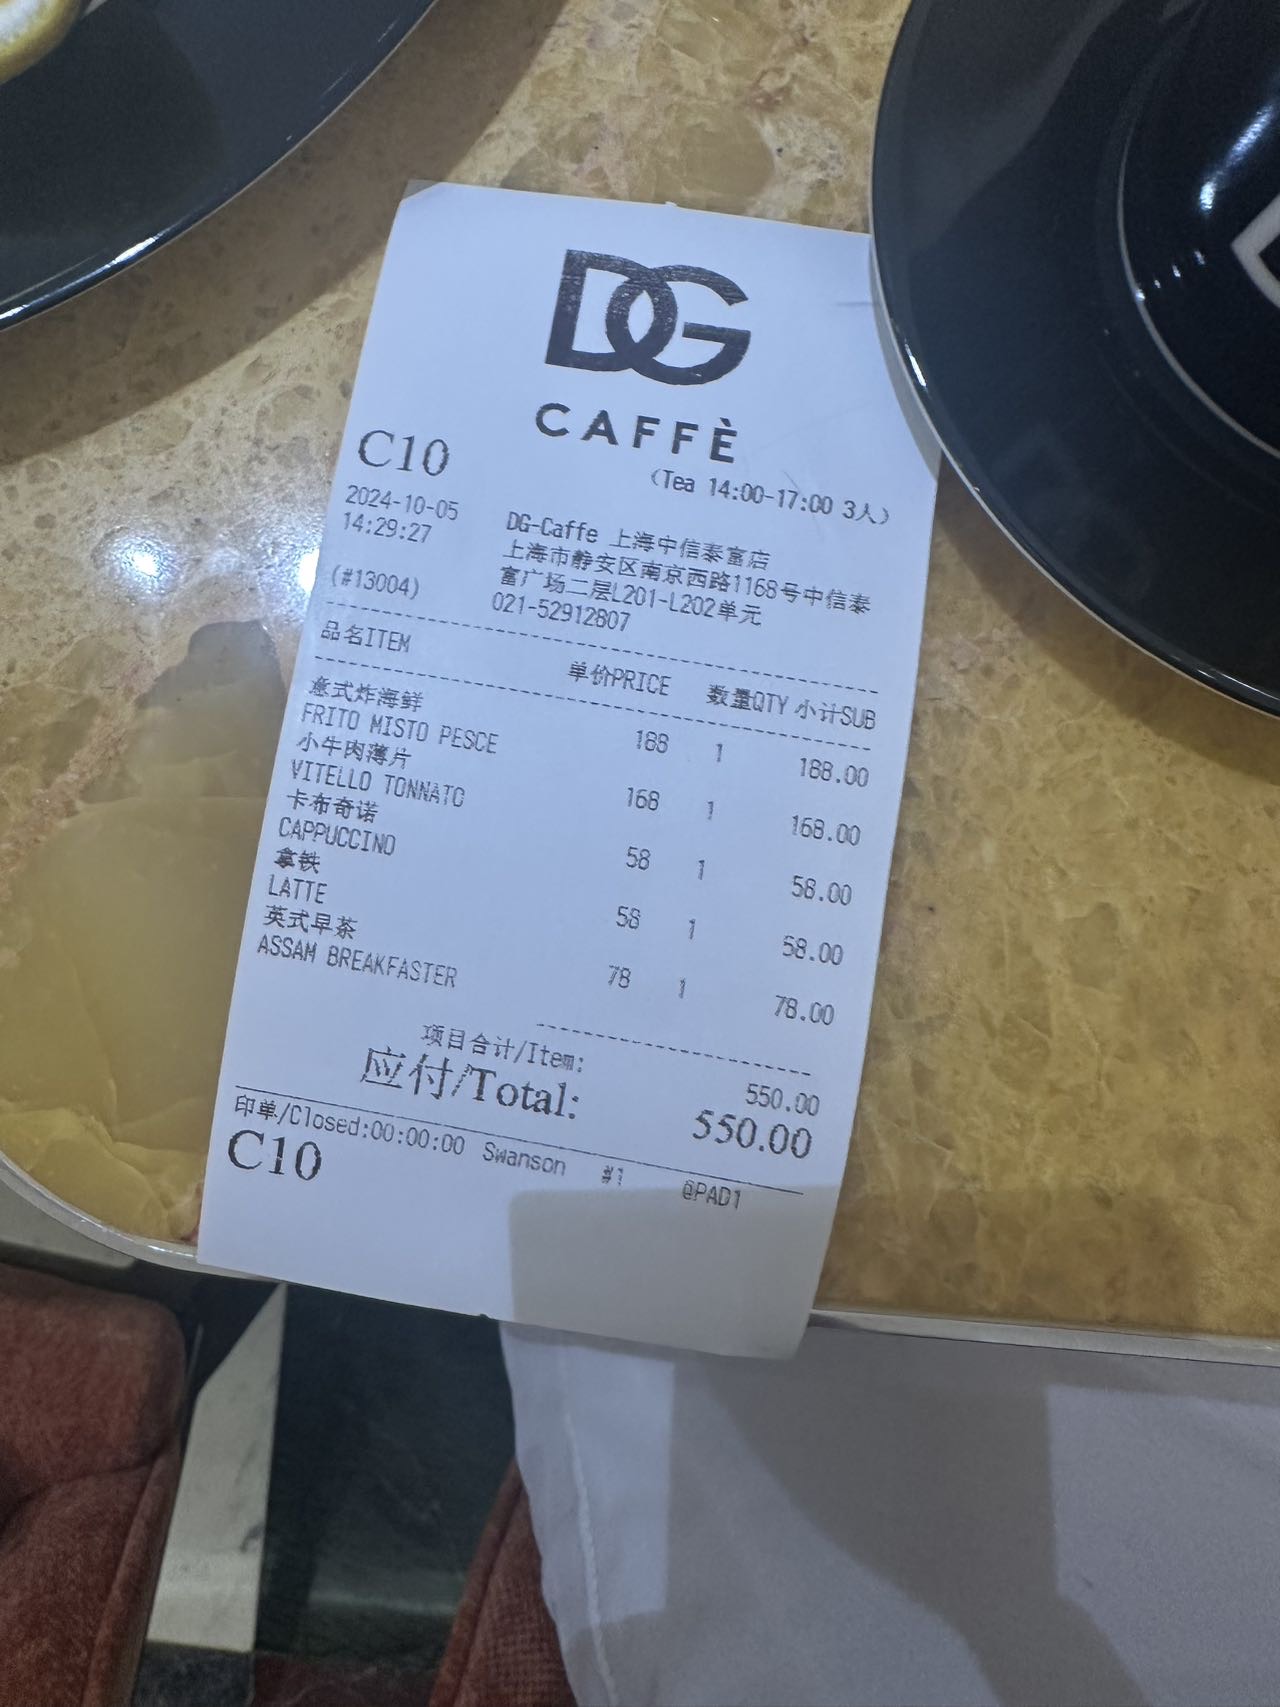 DG
CAFFÈ
C10
(Tea 14:00-17:00 3人)
2024-10-05
14:29:27
(#13004)
DG-Caffe 上海中信泰富店
上海市静安区南京西路1168号中信泰
富广场二层L201-L202单元
021-52912807
品名ITEM 单价PRICE 数量QTY 小计SUB
意式炸海鲜
FRITO MISTO PESCE 188 1 188.00
小牛肉薄片
VITELLO TONNATO 168 1 168.00
卡布奇诺
CAPPUCCINO 58 1 58.00
拿铁
LATTE 58 1 58.00
英式早茶
ASSAM BREAKFASTER 78 1 78.00
项目合计/Item: 550.00
应付/Total: 550.00
印单/Closed:00:00:00 Swanson #1 @PAD1
C10